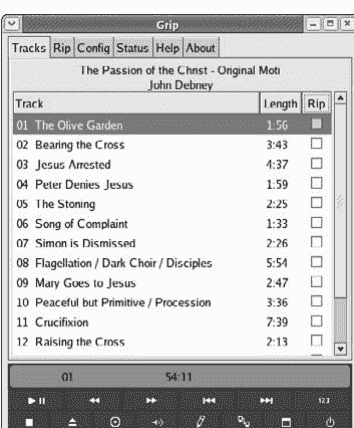 Grip
Tracks Rip Config Status Help About
The Passion of the Christ - Original Moti
John Debney
Track Length Rip
01 The Olive Garden 1:56
02 Bearing the Cross 3:43
03 Jesus Arrested 4:37
04 Peter Denies Jesus 1:59
05 The Stoning 2:25
06 Song of Complaint 1:33
07 Simon is Dismissed 2:26
08 Flagellation / Dark Choir / Disciples 5:54
09 Mary Goes to Jesus 2:47
10 Peaceful but Primitive / Procession 3:36
11 Crucifixion 7:39
12 Raising the Cross 2:13
01 54:11
123